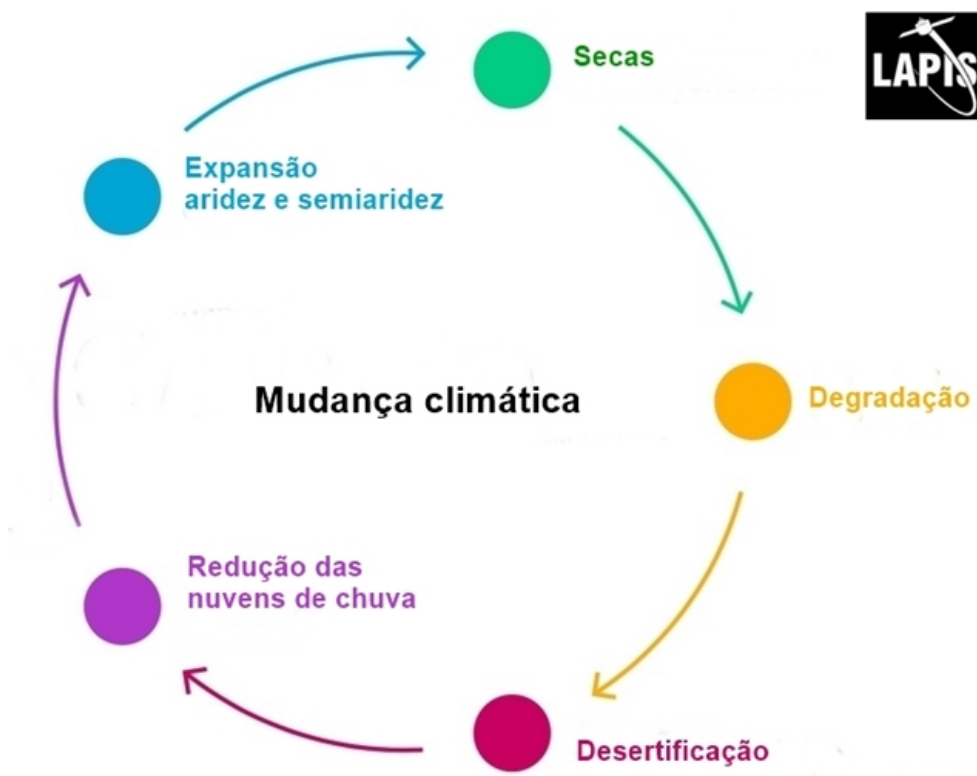 Secas
LAPIS
Expansão
aridez e semiaridez
Mudança climática
Degradação
Redução das
nuvens de chuva
Desertificação